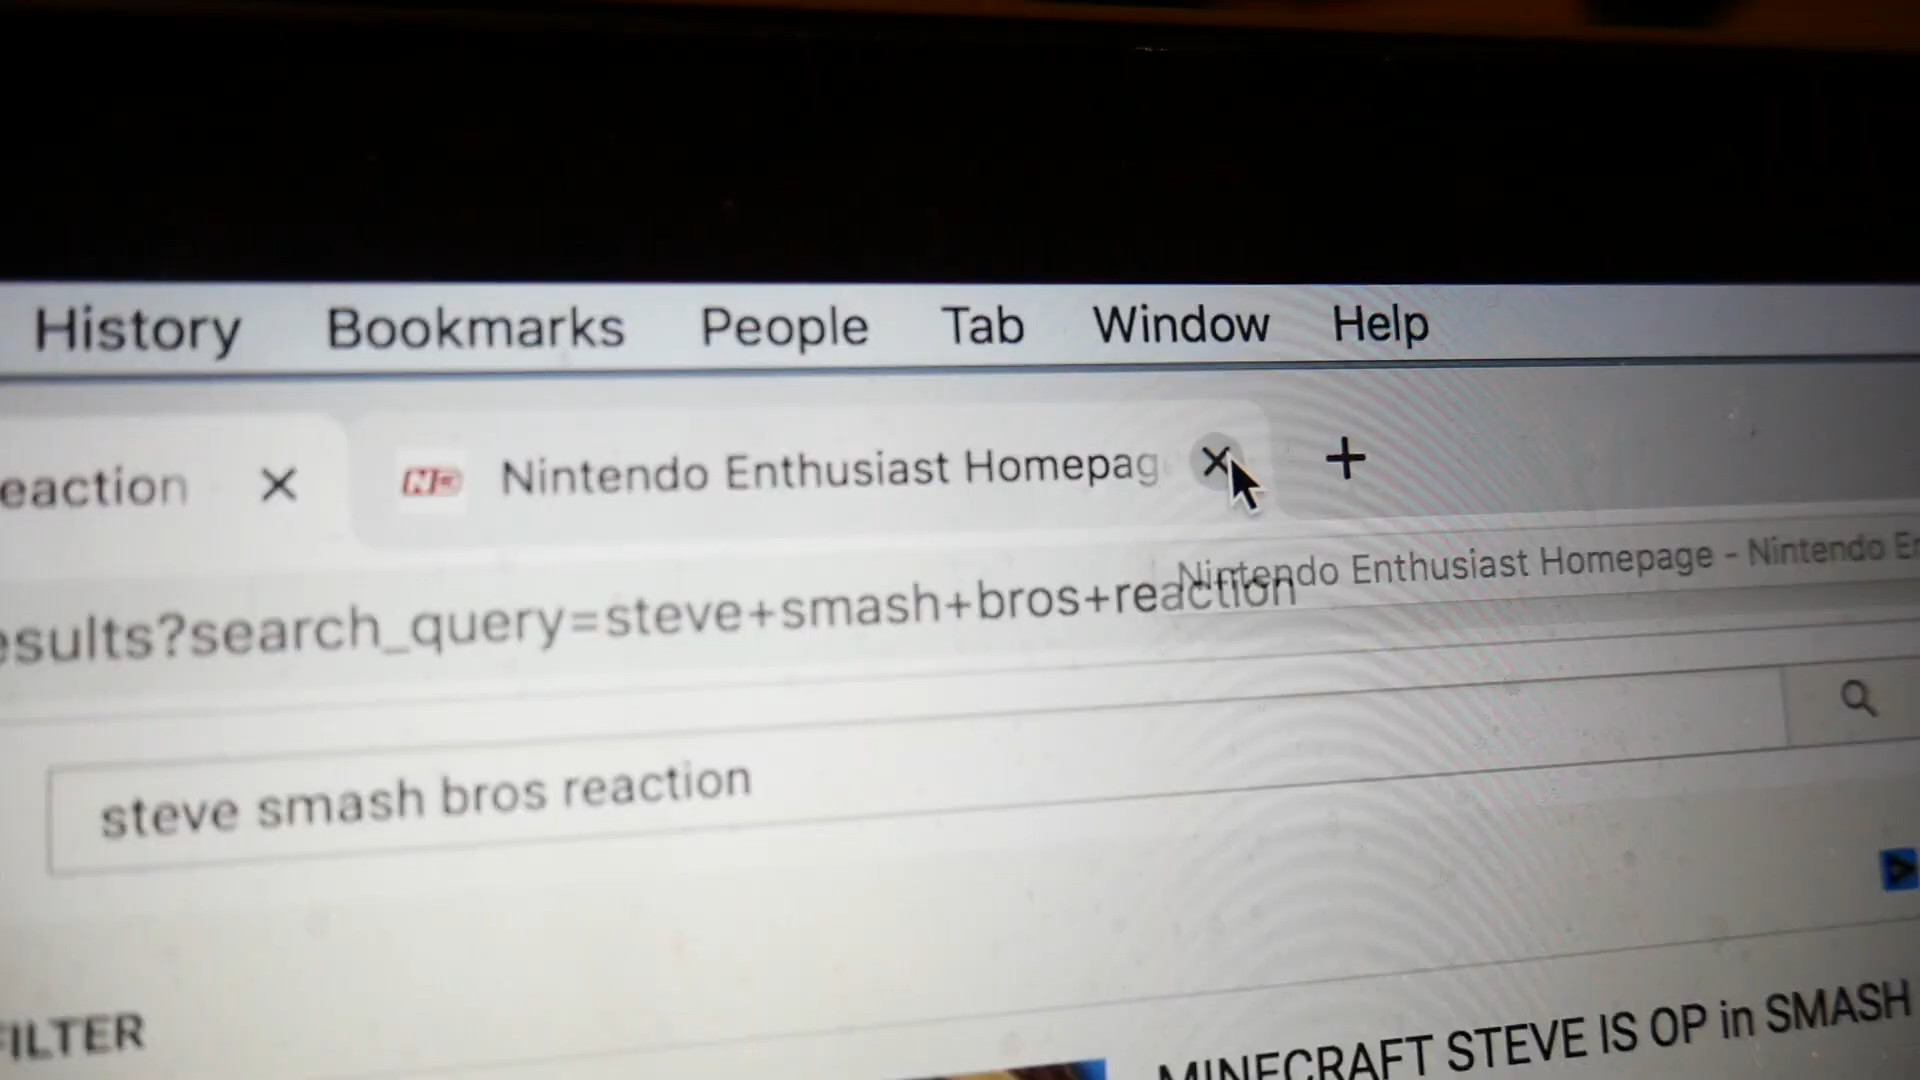 History Bookmarks People Tab Window Help
eaction Nintendo Enthusiast Homepag
Nintendo Enthusiast Homepage - Nintendo En
esults?search_query=steve+smash+bros+reaction
steve smash bros reaction
FILTER
MINECRAFT STEVE IS OP in SMASH